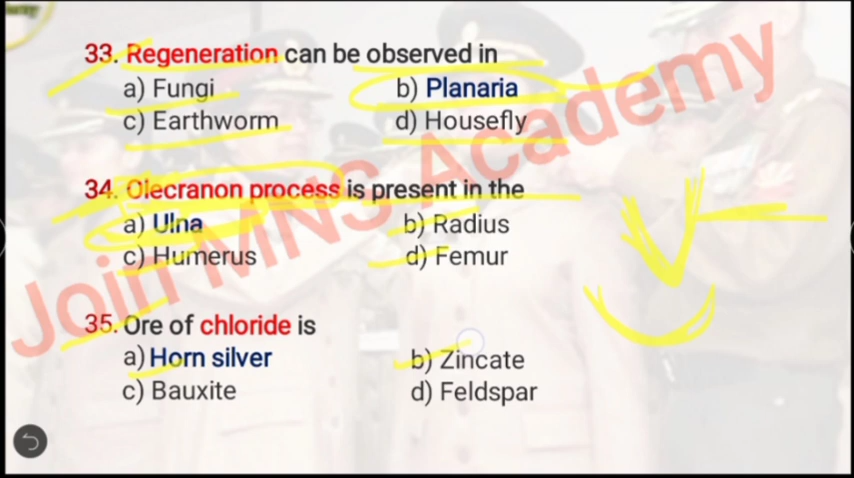 33. Regeneration can be observed in
a) Fungi b) Planaria
c) Earthworm d) Housefly
34. Olecranon process is present in the
a) Ulna b) Radius
c) Humerus d) Femur
35. Ore of chloride is
a) Horn silver b) Zincate
c) Bauxite d) Feldspar
Join MNS Academy